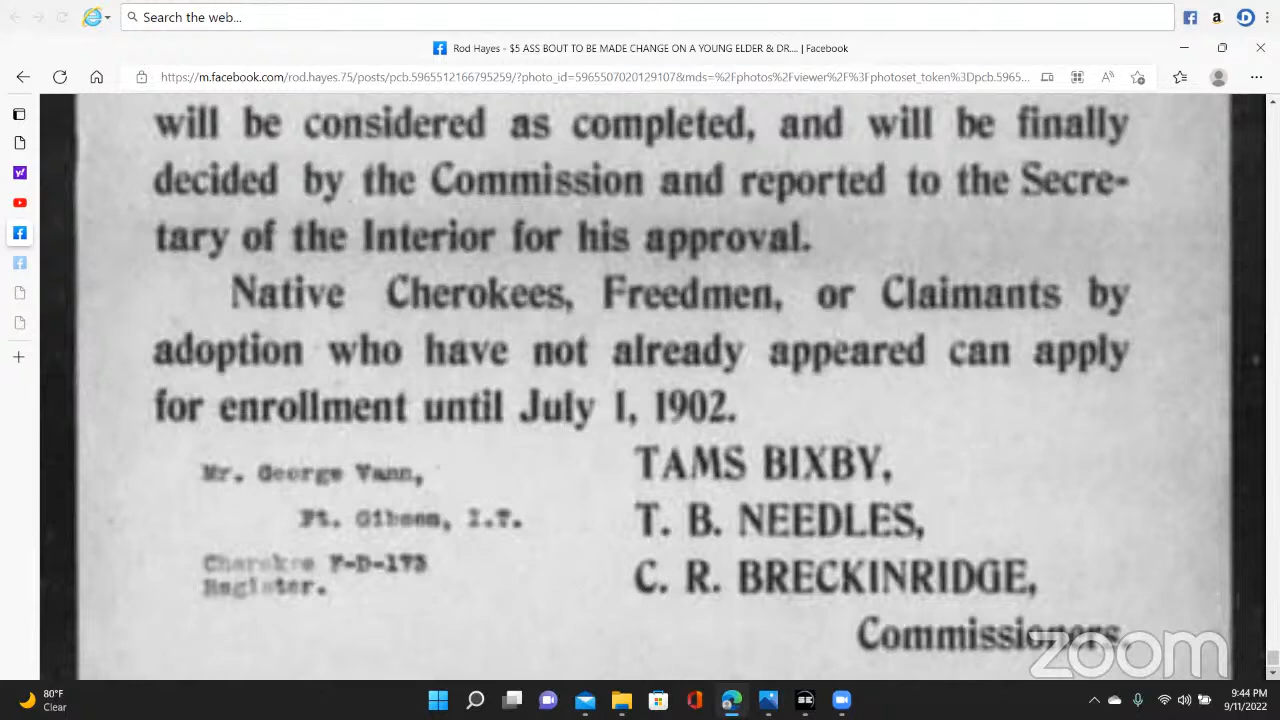 Search the web...
Rod Hayes - $5 ASS BOUT TO BE MADE CHANGE ON A YOUNG ELDER & DR.... | Facebook
https://m.facebook.com/rod.hayes.75/posts/pcb.5965512166795259/?photo_id=5965507020129107&mds=%2Fphotos%2Fviewer%2F%3Fphotoset_token%3Dpcb.5965...
will be considered as completed, and will be finally
decided by the Commission and reported to the Secre-
tary of the Interior for his approval.
Native Cherokees, Freedmen, or Claimants by
adoption who have not already appeared can apply
for enrollment until July 1, 1902.
Mr. George Vann,
Ft. Gibson, I.T.
Cherokee F-D-173
Register.
TAMS BIXBY,
T. B. NEEDLES,
C. R. BRECKINRIDGE,
Commissioners.
zoom
80°F
Clear
9:44 PM
9/11/2022